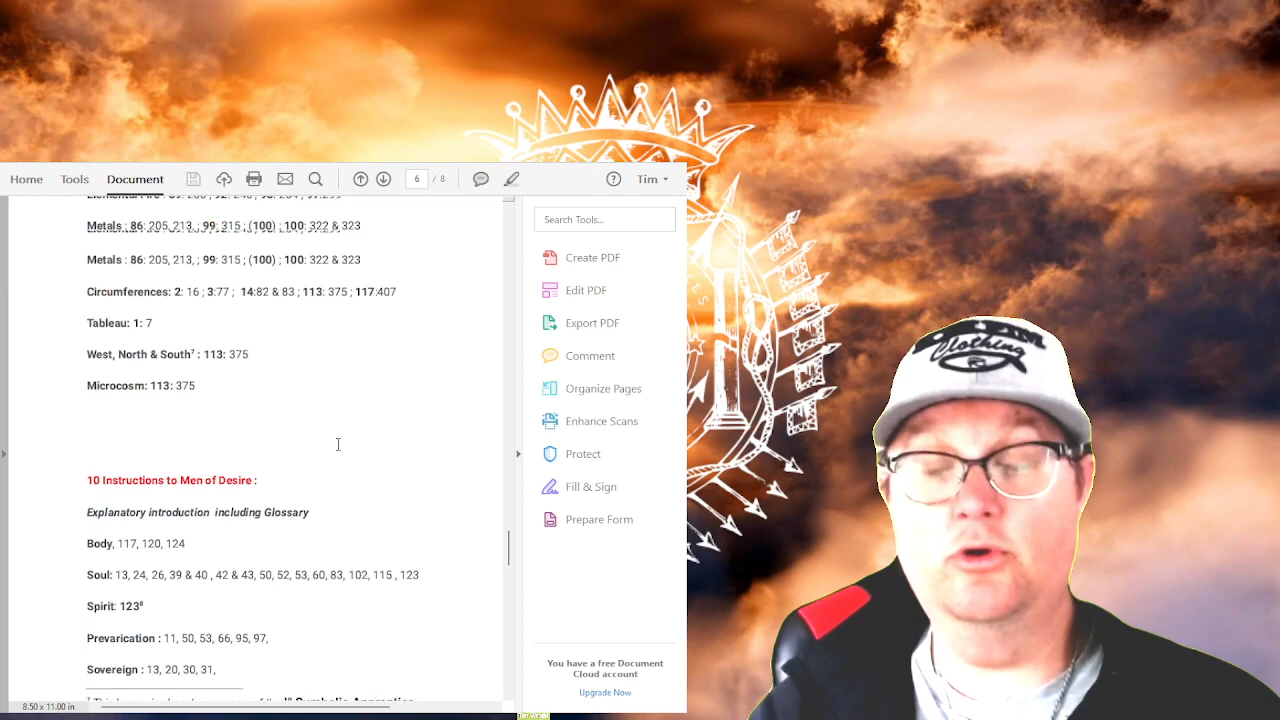 Home Tools Document 6 / 8 Tim
Metals : 86: 205, 213, ; 99: 315 ; (100) ; 100: 322 & 323
Metals : 86: 205, 213, ; 99: 315 ; (100) ; 100: 322 & 323
Circumferences: 2: 16 ; 3:77 ; 14:82 & 83 ; 113: 375 ; 117:407
Tableau: 1: 7
West, North & South⁷ : 113: 375
Microcosm: 113: 375
10 Instructions to Men of Desire :
Explanatory introduction including Glossary
Body, 117, 120, 124
Soul: 13, 24, 26, 39 & 40 , 42 & 43, 50, 52, 53, 60, 83, 102, 115 , 123
Spirit: 123⁸
Prevarication : 11, 50, 53, 66, 95, 97,
Sovereign : 13, 20, 30, 31,
8.50 x 11.00 in
Search Tools...
Create PDF
Edit PDF
Export PDF
Comment
Organize Pages
Enhance Scans
Protect
Fill & Sign
Prepare Form
You have a free Document
Cloud account
Upgrade Now
Clothing